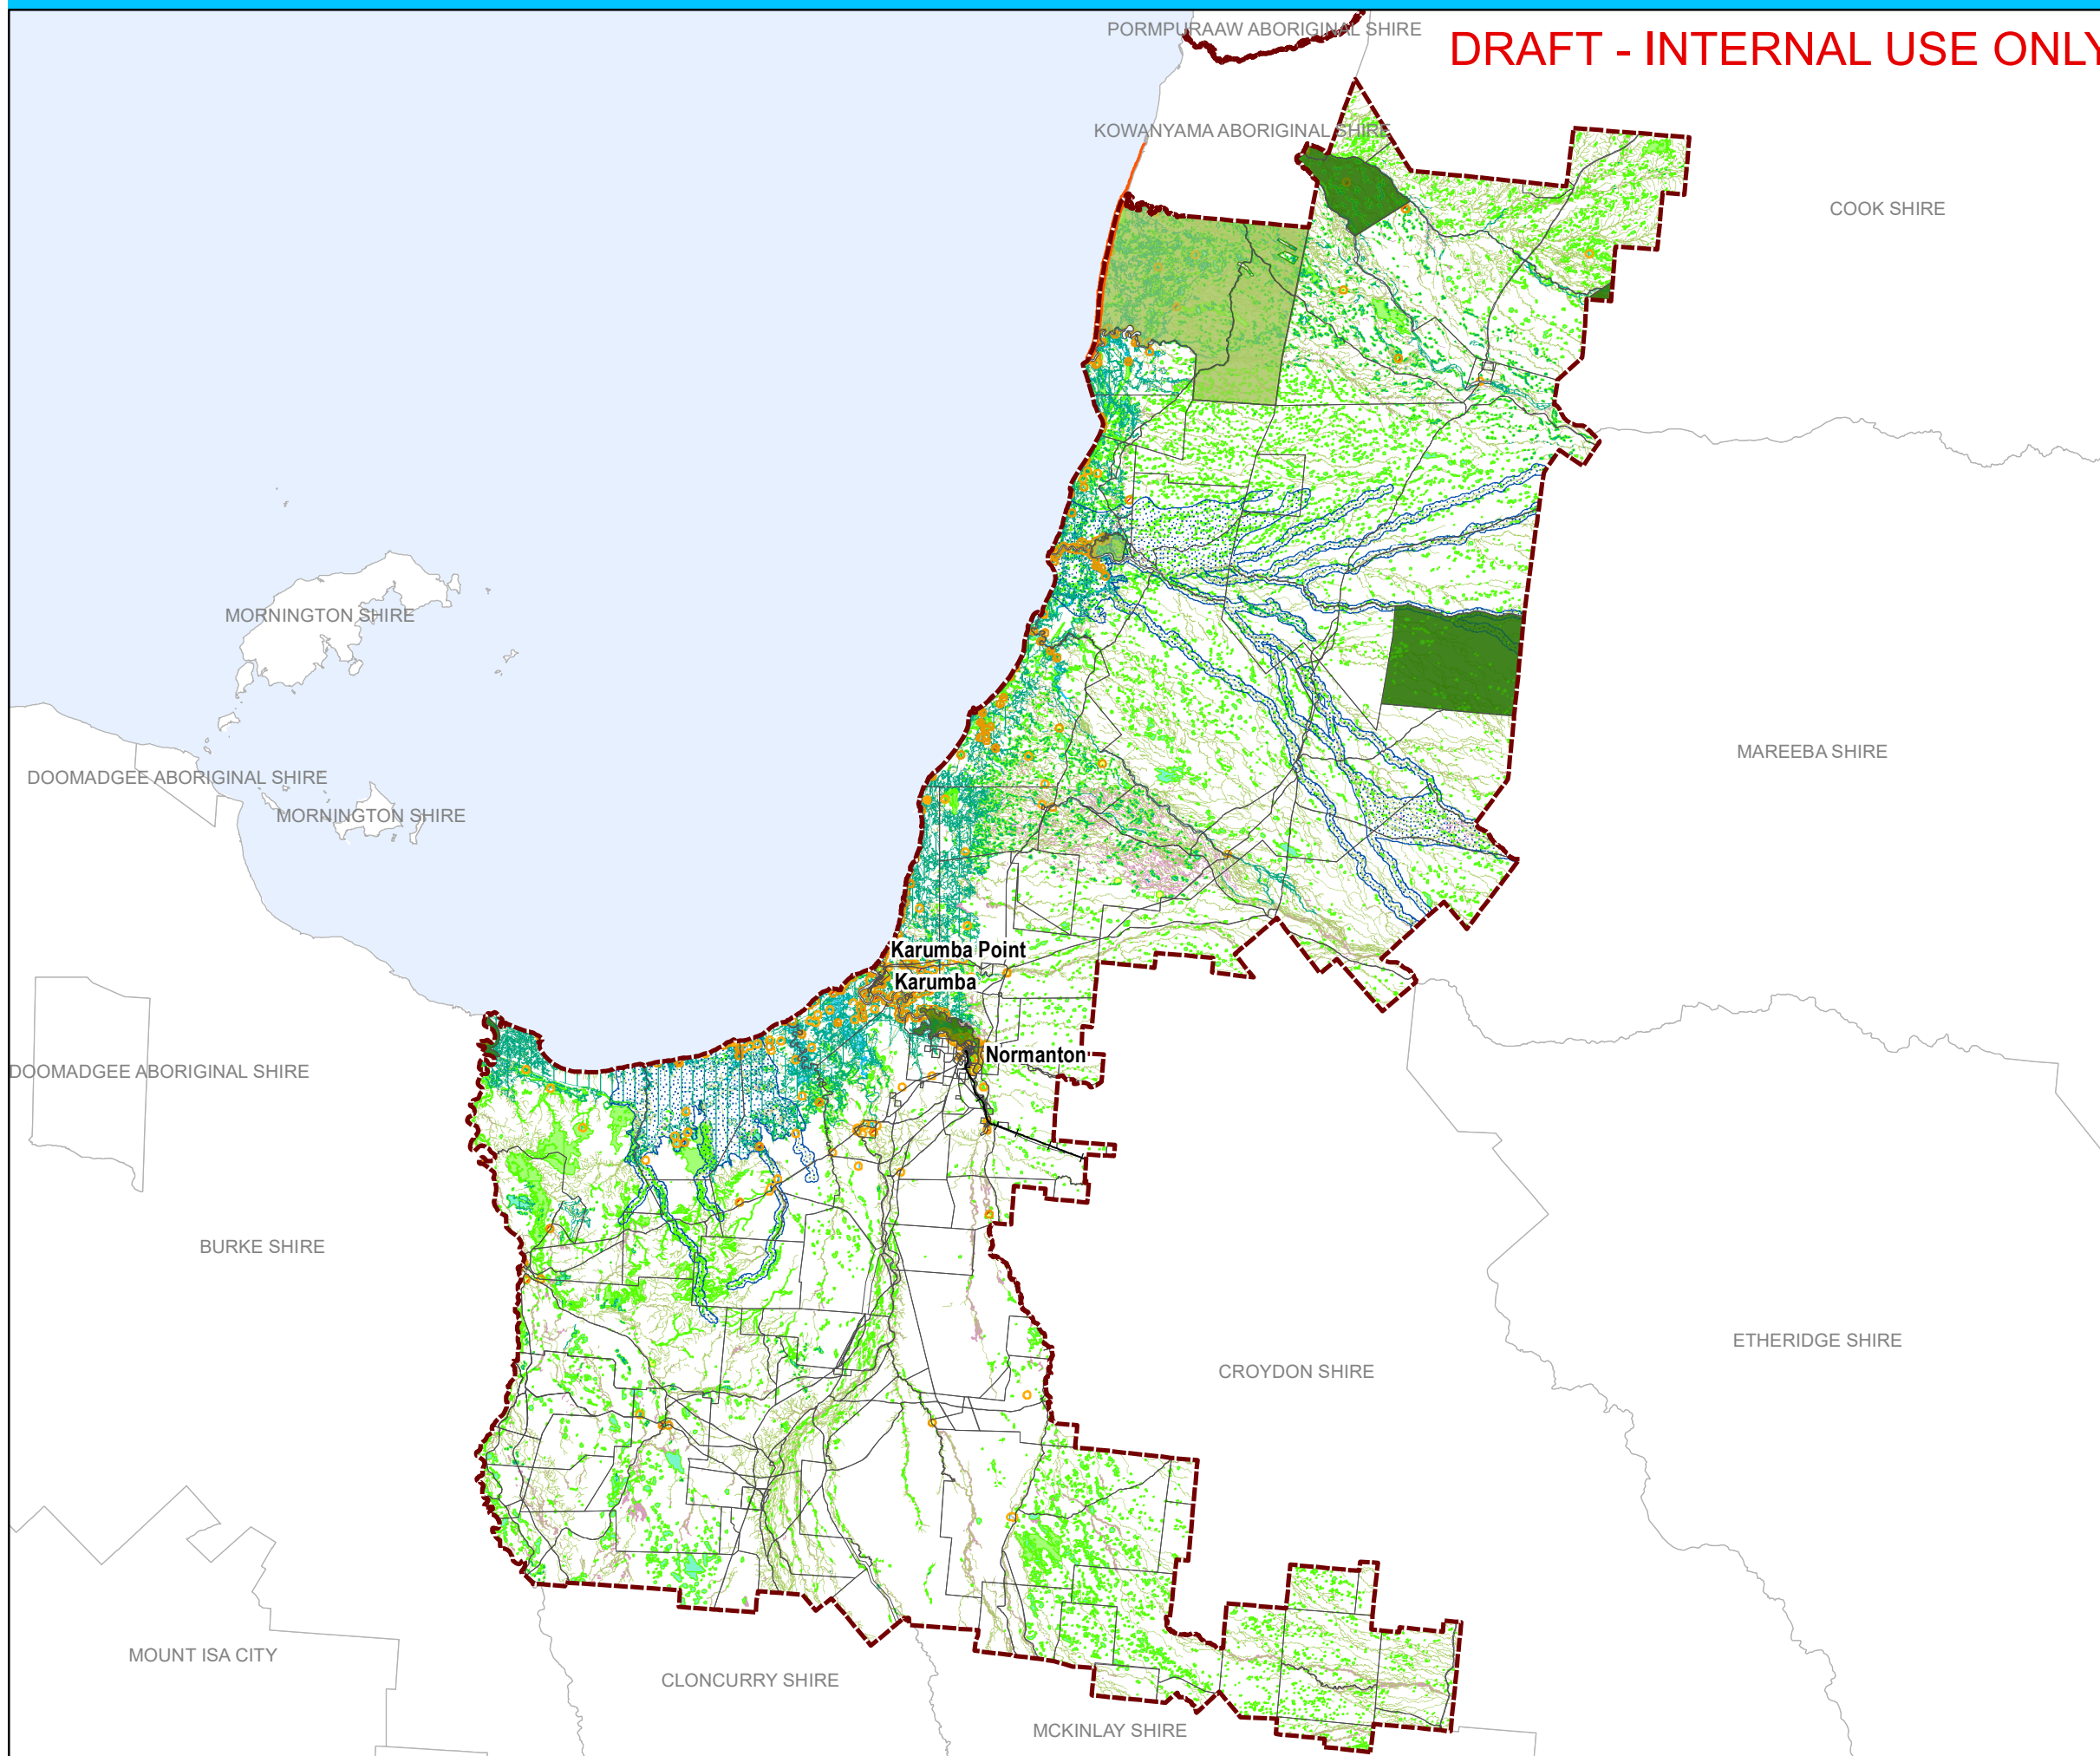 PORMPURAAW ABORIGINAL SHIRE
DRAFT - INTERNAL USE ONLY
KOWANYAMA ABORIGINAL SHIRE
COOK SHIRE
MORNINGTON SHIRE
MAREEBA SHIRE
DOOMADGEE ABORIGINAL SHIRE
MORNINGTON SHIRE
Karumba Point
Karumba
Normanton
DOOMADGEE ABORIGINAL SHIRE
BURKE SHIRE
ETHERIDGE SHIRE
CROYDON SHIRE
MOUNT ISA CITY
CLONCURRY SHIRE
MCKINLAY SHIRE